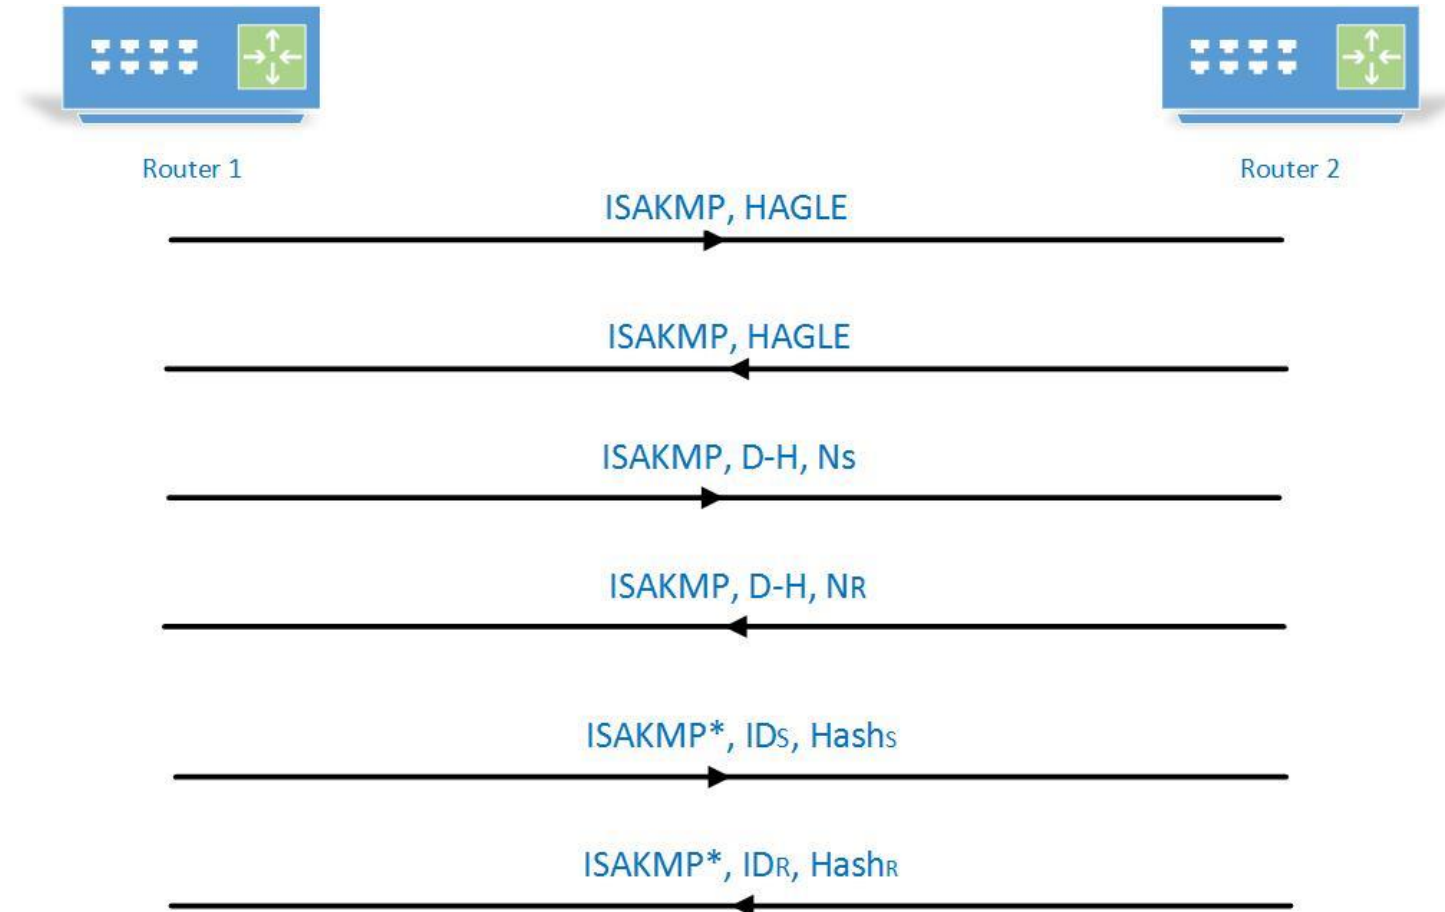 Router 1
Router 2
ISAKMP, HAGLE
ISAKMP, HAGLE
ISAKMP, D-H, Ns
ISAKMP, D-H, NR
ISAKMP*, IDs, Hashs
ISAKMP*, IDR, HashR